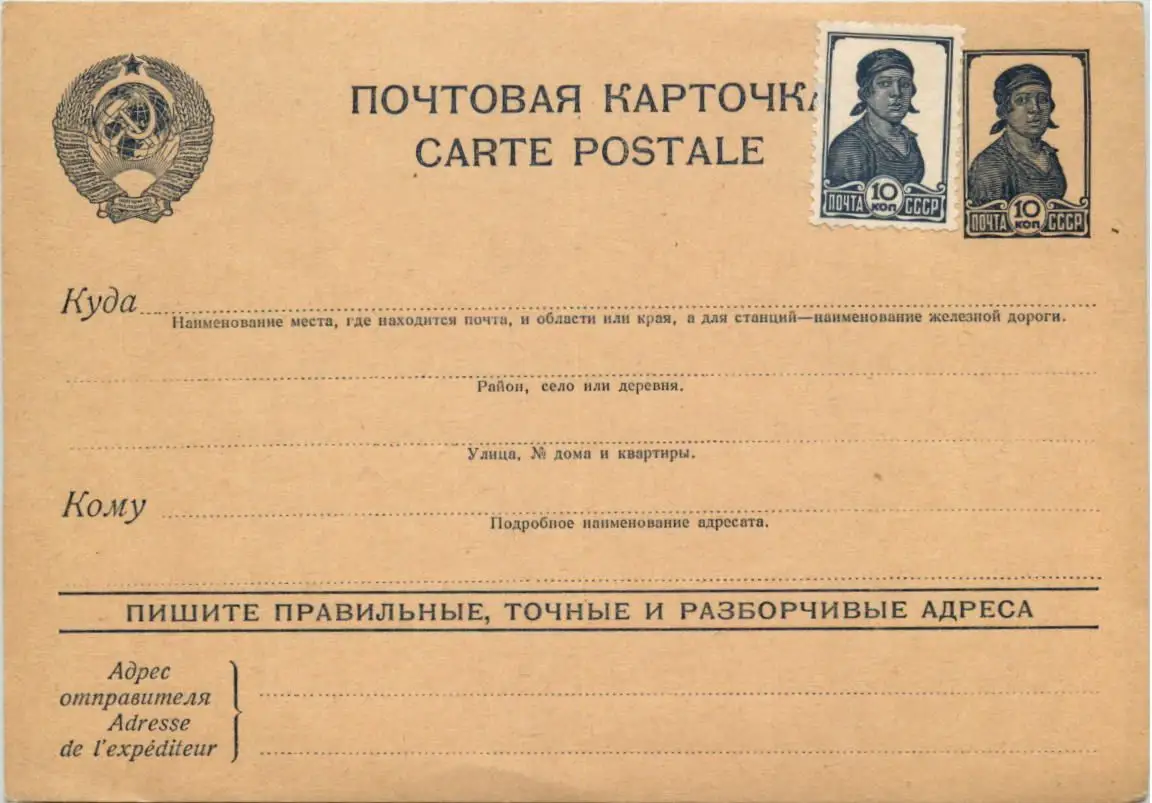 ПОЧТОВАЯ КАРТОЧКА
CARTE POSTALE
ПОЧТА 10 КОП СССР
ПОЧТА 10 КОП СССР
Куда
Наименование места, где находится почта, и области или края, а для станций—наименование железной дороги.
Район, село или деревня.
Улица, № дома и квартиры.
Кому
Подробное наименование адресата.
ПИШИТЕ ПРАВИЛЬНЫЕ, ТОЧНЫЕ И РАЗБОРЧИВЫЕ АДРЕСА
Адрес
отправителя
Adresse
de l'expéditeur